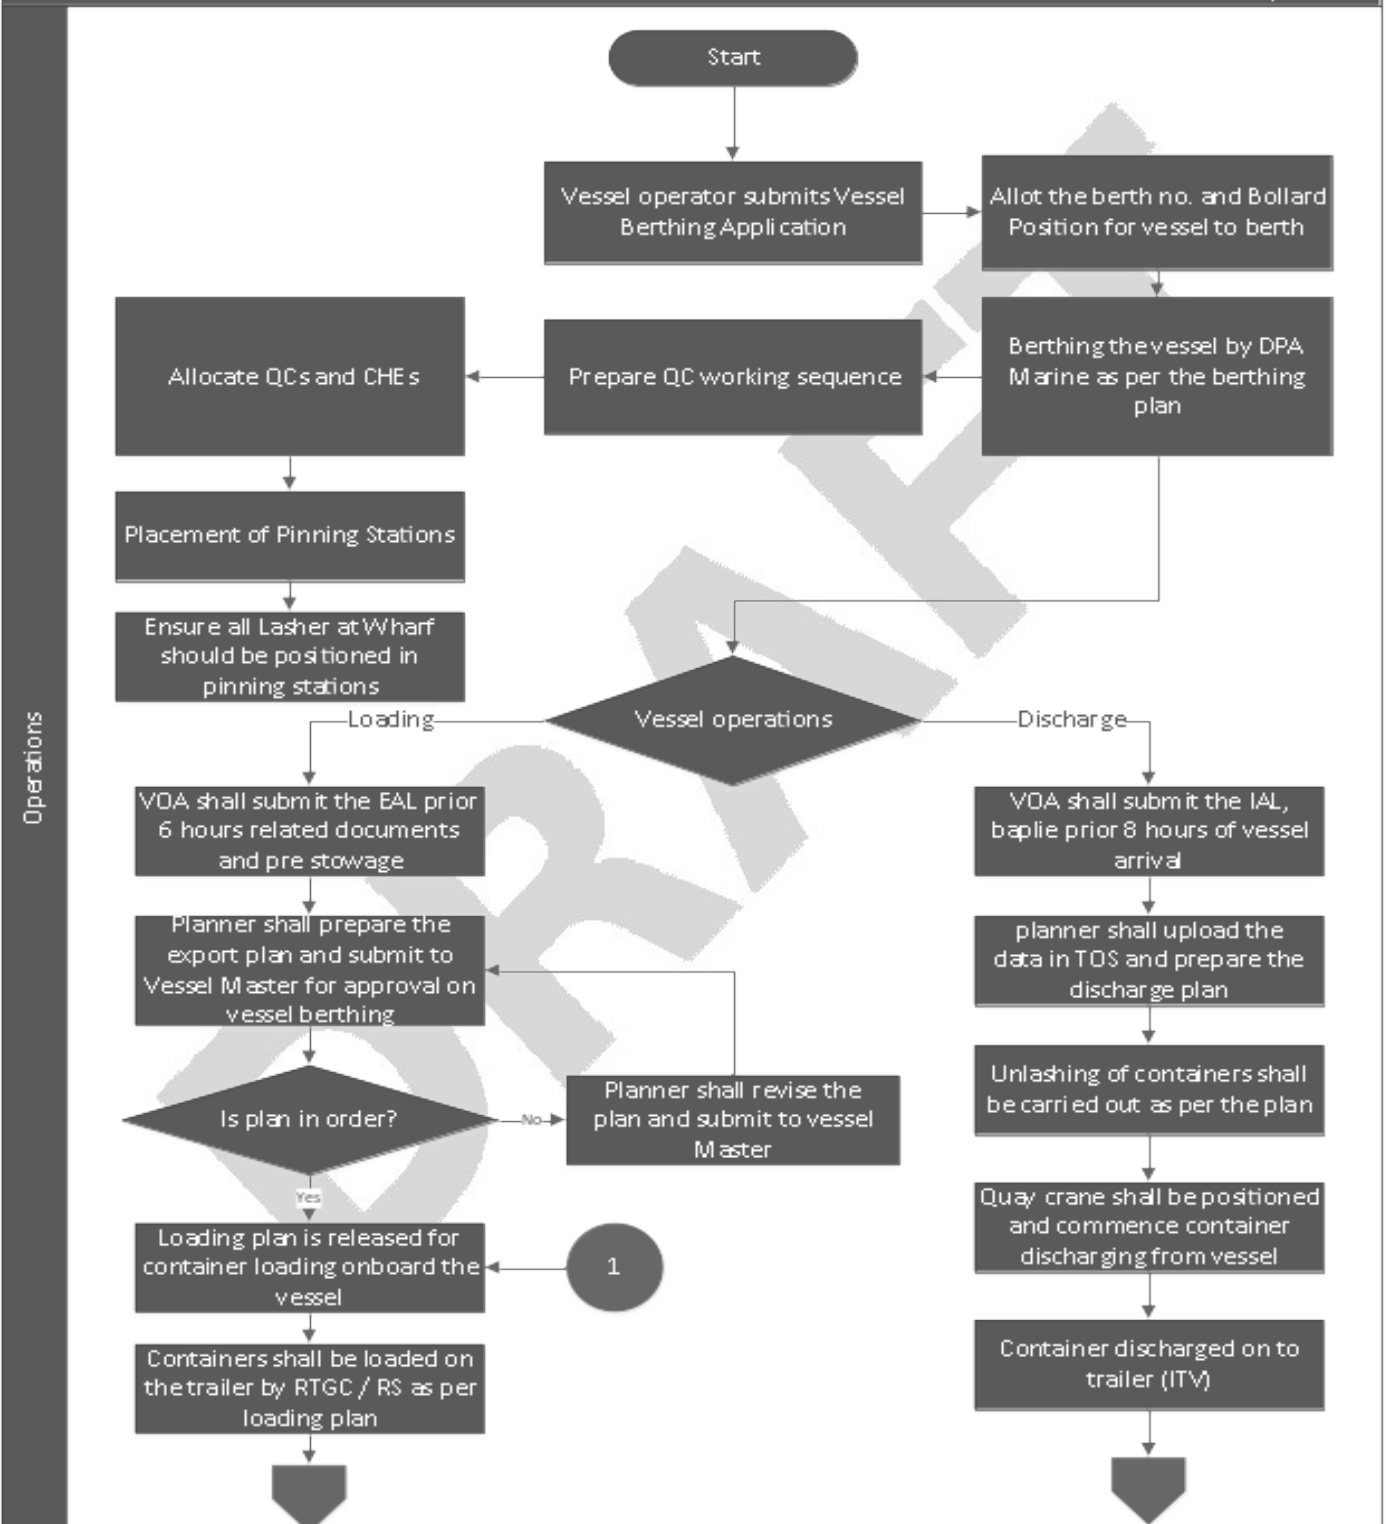 Start
Vessel operator submits Vessel
Berthing Application
Allot the berth no. and Bollard
Position for vessel to berth
Berthing the vessel by DPA
Marine as per the berthing
plan
Prepare QC working sequence
Allocate QCs and CHEs
Placement of Pinning Stations
Ensure all Lasher at Wharf
should be positioned in
pinning stations
Vessel operations
Loading
Discharge
VOA shall submit the EAL prior
6 hours related documents
and pre stowage
Planner shall prepare the
export plan and submit to
Vessel Master for approval on
vessel berthing
Is plan in order?
No
Planner shall revise the
plan and submit to vessel
Master
Yes
Loading plan is released for
container loading onboard the
vessel
1
Containers shall be loaded on
the trailer by RTGC / RS as per
loading plan
VOA shall submit the IAL,
baplie prior 8 hours of vessel
arrival
planner shall upload the
data in TOS and prepare the
discharge plan
Unlashing of containers shall
be carried out as per the plan
Quay crane shall be positioned
and commence container
discharging from vessel
Container discharged on to
trailer (ITV)
Operations
DRAFT